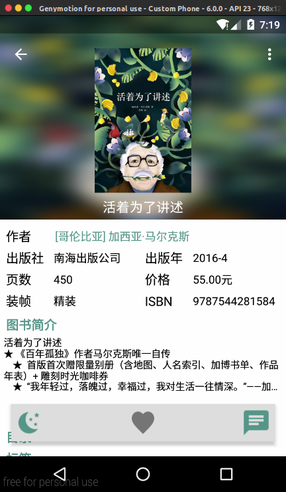 Genymotion for personal use - Custom Phone - 6.0.0 - API 23 - 768x1
7:19
活着为了讲述
活着为了讲述
作者 [哥伦比亚] 加西亚·马尔克斯
出版社 南海出版公司 出版年 2016-4
页数 450 价格 55.00元
装帧 精装 ISBN 9787544281584
图书简介
活着为了讲述
★ 《百年孤独》作者马尔克斯唯一自传
★ 首版首次赠限量别册（含地图、人名索引、加博书单、作品
年表）+ 雕刻时光咖啡券
★ “我年轻过，落魄过，幸福过，我对生活一往情深。”——加...
free for personal use